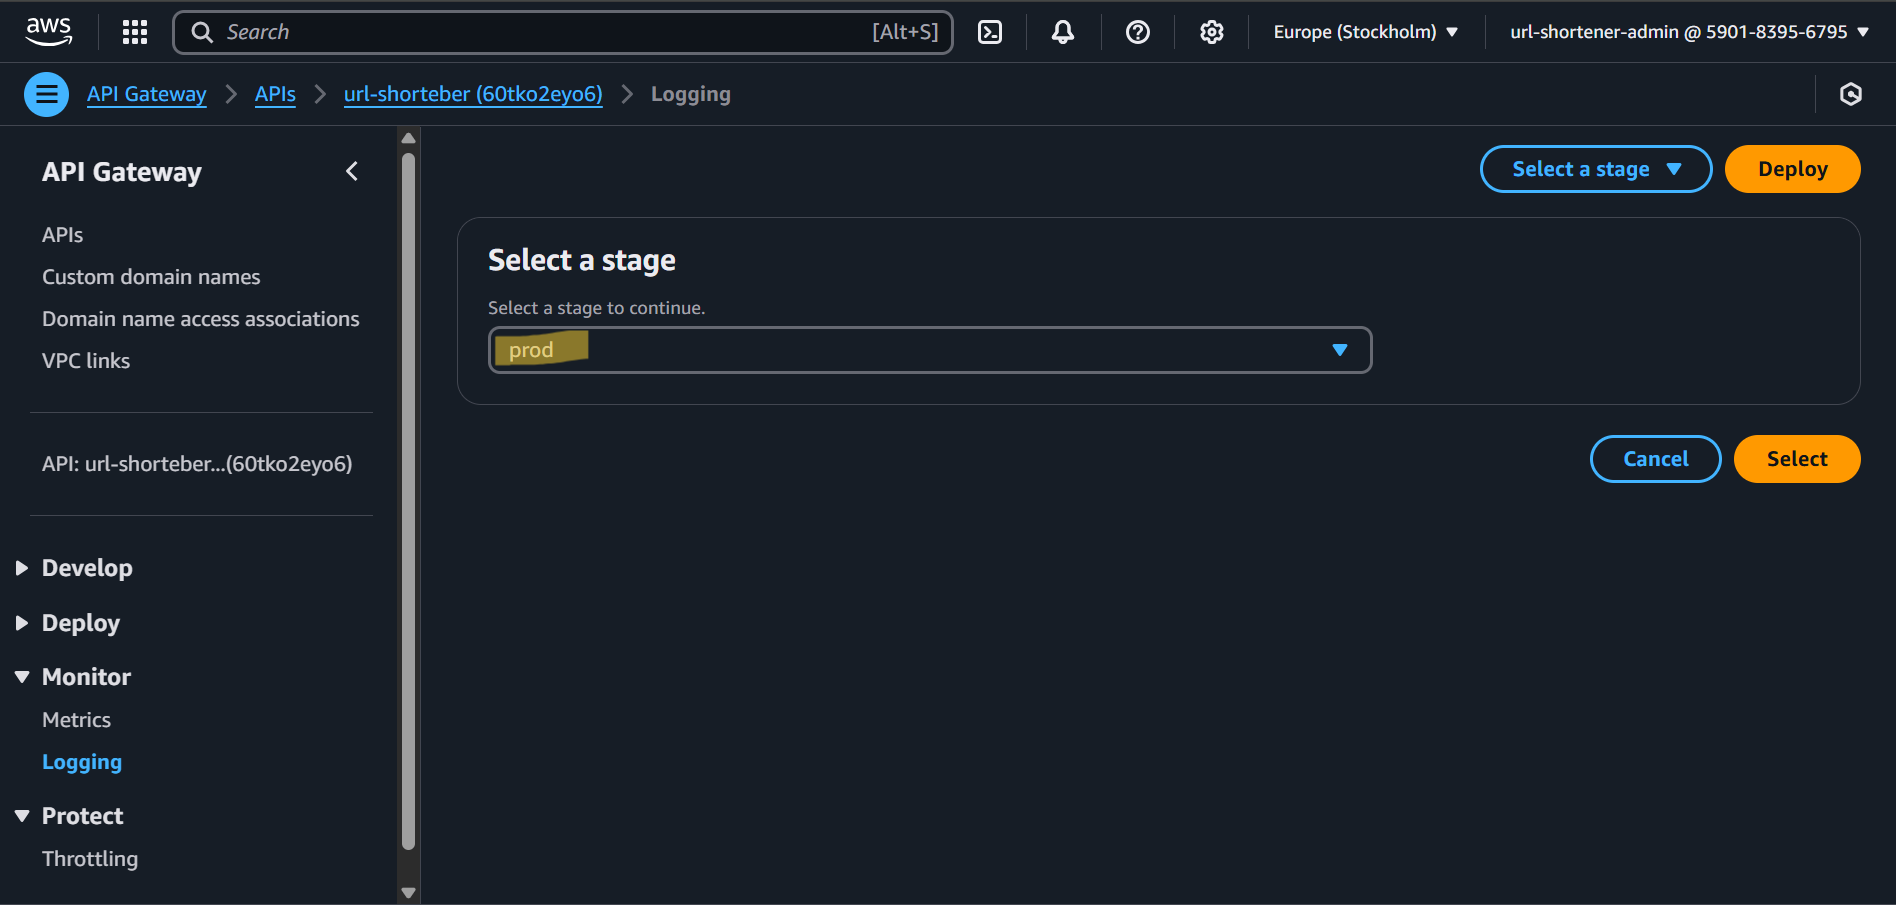 aws
Search [Alt+S]
Europe (Stockholm)
url-shortener-admin @ 5901-8395-6795
API Gateway
APIs
url-shorteber (60tko2eyo6)
Logging
API Gateway
APIs
Custom domain names
Domain name access associations
VPC links
API: url-shorteber...(60tko2eyo6)
Develop
Deploy
Monitor
Metrics
Logging
Protect
Throttling
Select a stage
Deploy
Select a stage
Select a stage to continue.
prod
Cancel
Select